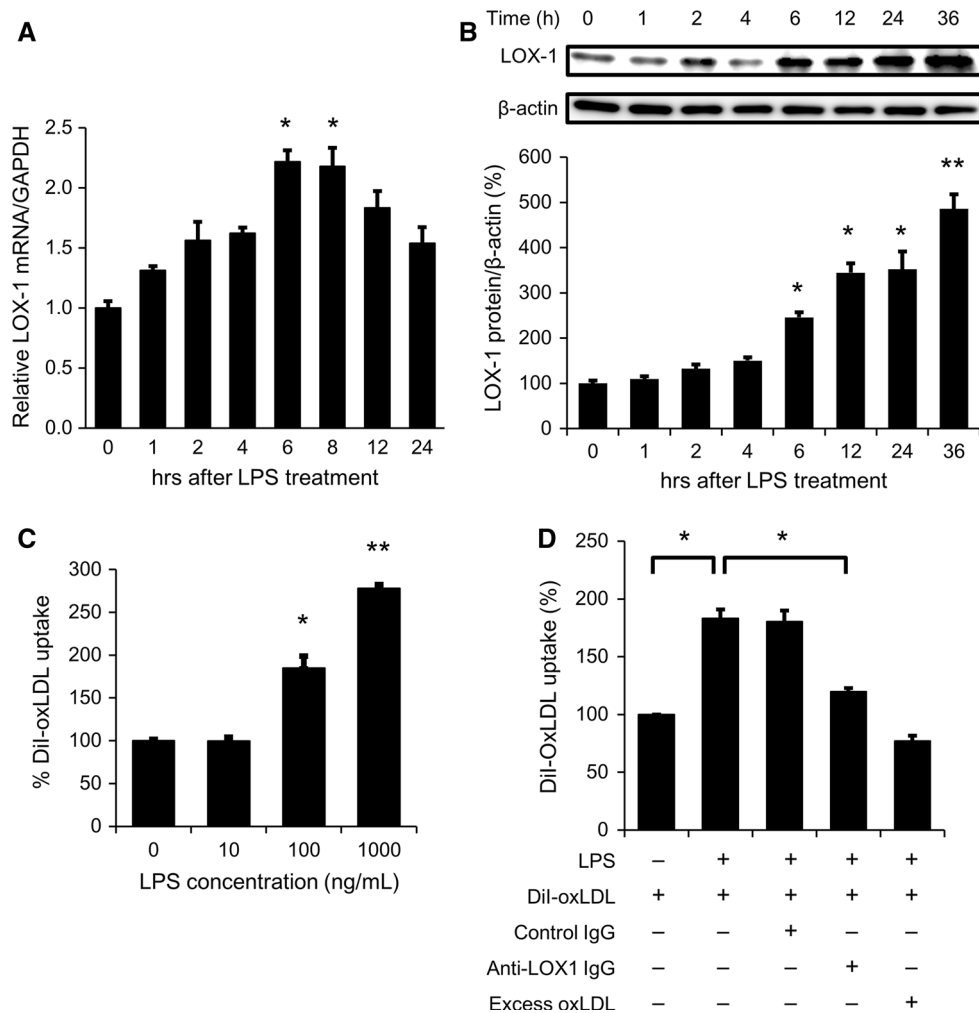 A
Relative LOX-1 mRNA/GAPDH
2.5
2.0
1.5
1.0
0.5
0.0
* *
0 1 2 4 6 8 12 24
hrs after LPS treatment
B
Time (h) 0 1 2 4 6 12 24 36
LOX-1
β-actin
LOX-1 protein/β-actin (%)
600
500
400
300
200
100
0
* * * **
0 1 2 4 6 12 24 36
hrs after LPS treatment
C
% DiI-oxLDL uptake
300
250
200
150
100
50
0
* **
0 10 100 1000
LPS concentration (ng/mL)
D
DiI-OxLDL uptake (%)
250
200
150
100
50
0
* *
LPS – + + + +
DiI-oxLDL + + + + +
Control IgG – – + – –
Anti-LOX1 IgG – – – + –
Excess oxLDL – – – – +